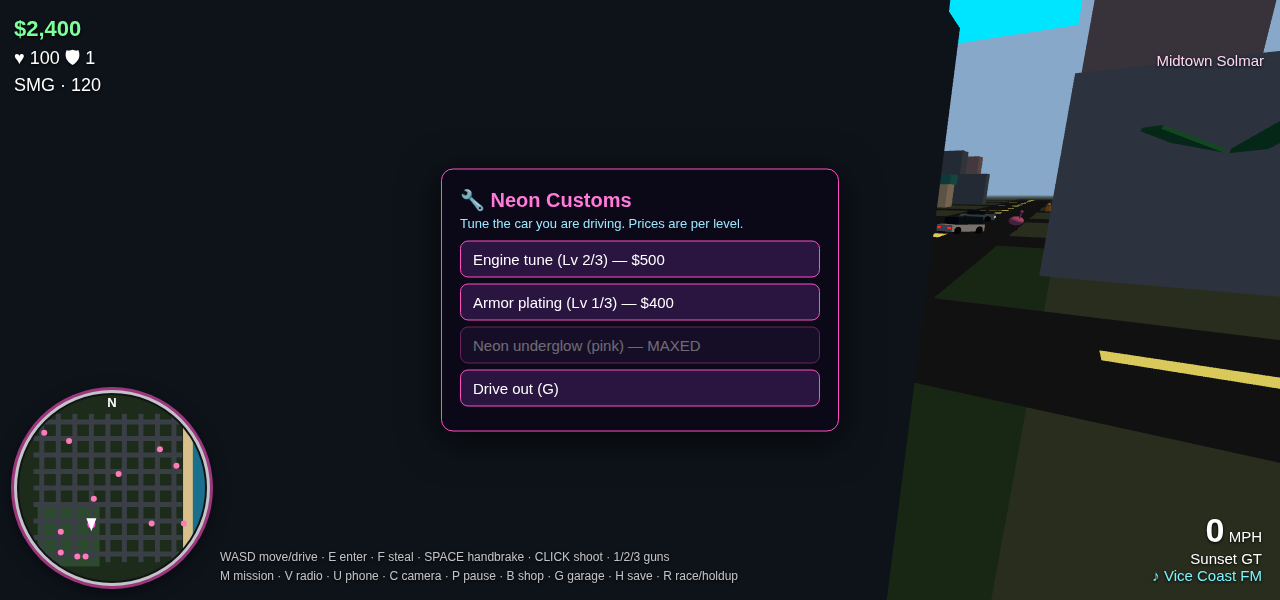 $2,400
♥ 100 🛡 1
SMG · 120
Midtown Solmar
🔧 Neon Customs
Tune the car you are driving. Prices are per level.
Engine tune (Lv 2/3) — $500
Armor plating (Lv 1/3) — $400
Neon underglow (pink) — MAXED
Drive out (G)
N
WASD move/drive · E enter · F steal · SPACE handbrake · CLICK shoot · 1/2/3 guns
M mission · V radio · U phone · C camera · P pause · B shop · G garage · H save · R race/holdup
0 MPH
Sunset GT
♪ Vice Coast FM